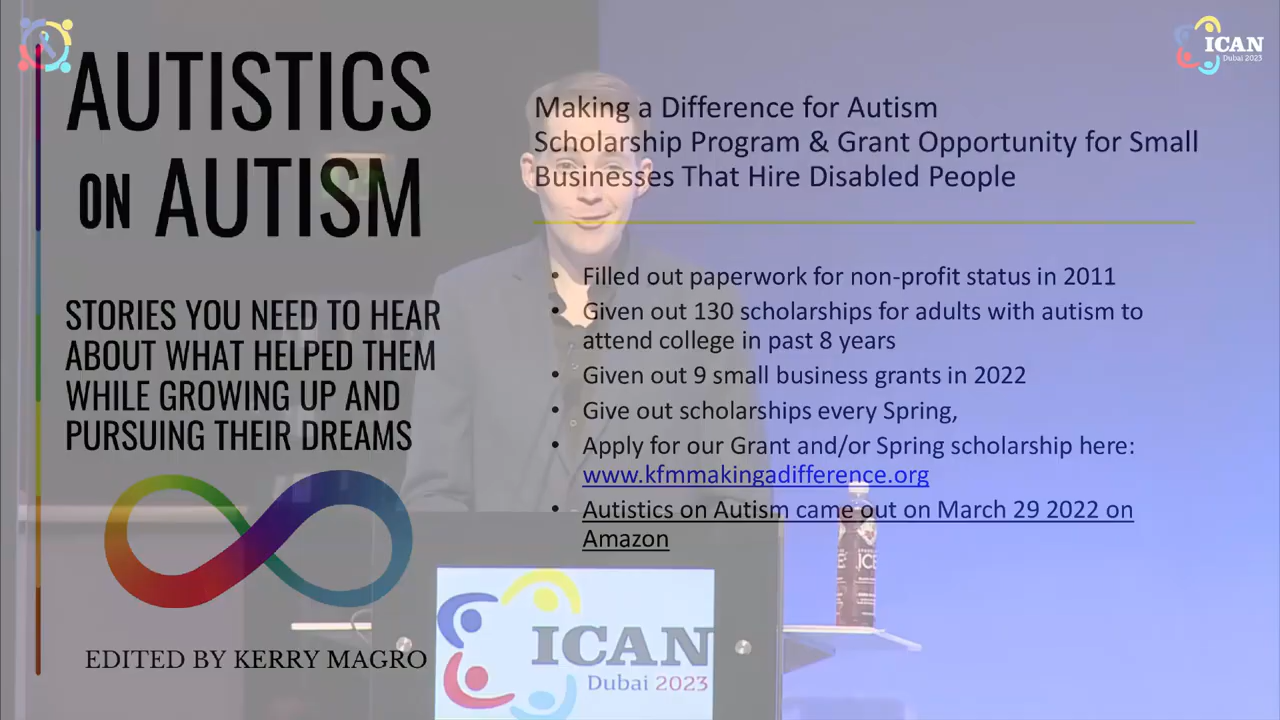 AUTISTICS
ON AUTISM
STORIES YOU NEED TO HEAR
ABOUT WHAT HELPED THEM
WHILE GROWING UP AND
PURSUING THEIR DREAMS
EDITED BY KERRY MAGRO
ICAN
Dubai 2023
Making a Difference for Autism
Scholarship Program & Grant Opportunity for Small
Businesses That Hire Disabled People
• Filled out paperwork for non-profit status in 2011
• Given out 130 scholarships for adults with autism to
attend college in past 8 years
• Given out 9 small business grants in 2022
• Give out scholarships every Spring,
• Apply for our Grant and/or Spring scholarship here:
www.kfmmakingadifference.org
• Autistics on Autism came out on March 29 2022 on
Amazon
ICE
ICAN
Dubai 2023